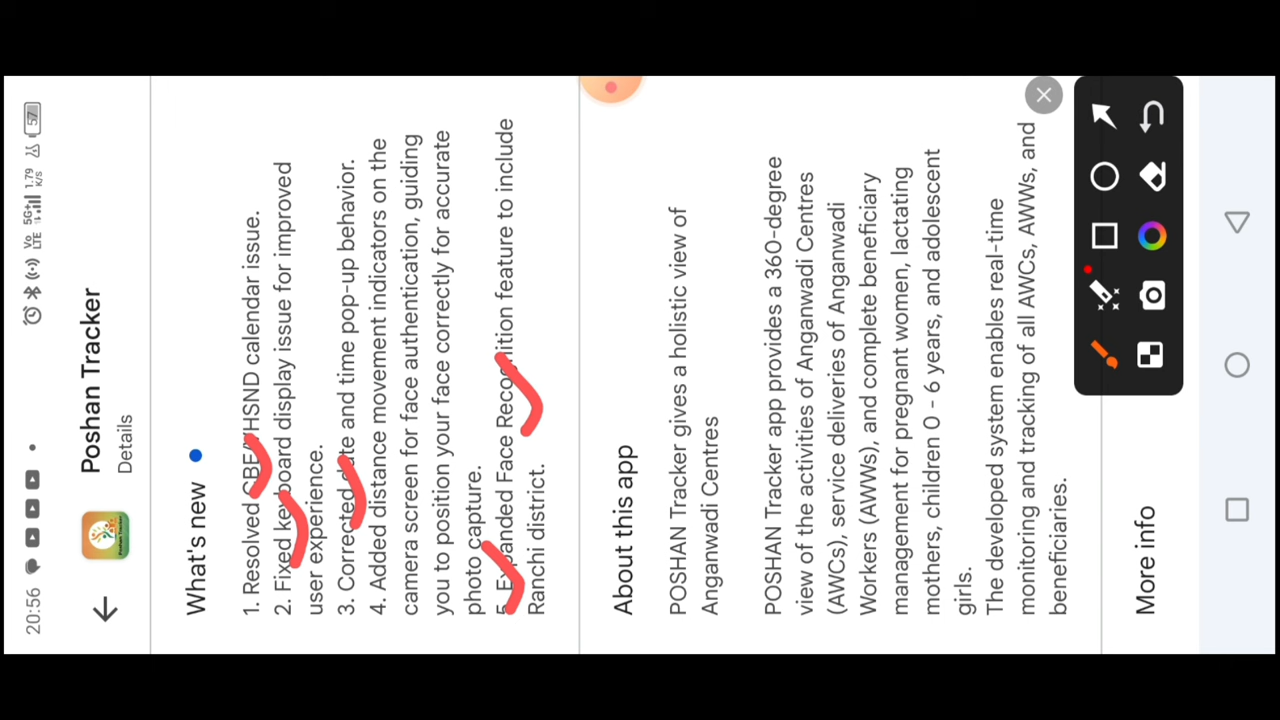 20:56
5G+
Vo
LTE
1.79
K/S
57
Poshan Tracker
Details
What's new
1. Resolved CBE/VHSND calendar issue.
2. Fixed keyboard display issue for improved
user experience.
3. Corrected date and time pop-up behavior.
4. Added distance movement indicators on the
camera screen for face authentication, guiding
you to position your face correctly for accurate
photo capture.
5. Expanded Face Recognition feature to include
Ranchi district.
About this app
POSHAN Tracker gives a holistic view of
Anganwadi Centres
POSHAN Tracker app provides a 360-degree
view of the activities of Anganwadi Centres
(AWCs), service deliveries of Anganwadi
Workers (AWWs), and complete beneficiary
management for pregnant women, lactating
mothers, children 0 - 6 years, and adolescent
girls.
The developed system enables real-time
monitoring and tracking of all AWCs, AWWs, and
beneficiaries.
More info